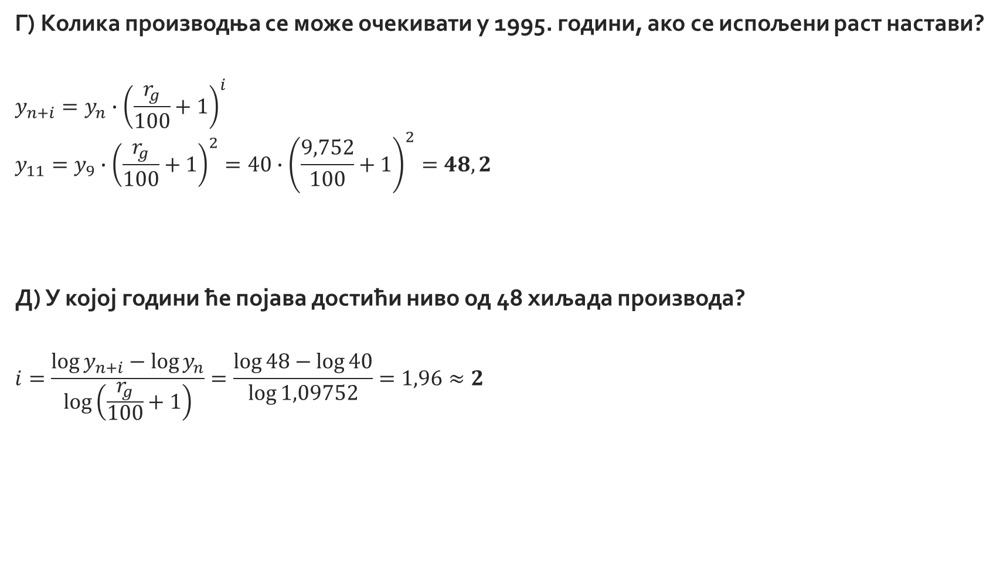 Г) Колика производња се може очекивати у 1995. години, ако се испољени раст настави?
$y_{n+i} = y_n \cdot \left(\frac{r_g}{100} + 1\right)^i$
$y_{11} = y_9 \cdot \left(\frac{r_g}{100} + 1\right)^2 = 40 \cdot \left(\frac{9,752}{100} + 1\right)^2 = \mathbf{48,2}$
Д) У којој години ће појава достићи ниво од 48 хиљада производа?
$i = \frac{\log y_{n+i} - \log y_n}{\log \left(\frac{r_g}{100} + 1\right)} = \frac{\log 48 - \log 40}{\log 1,09752} = 1,96 \approx \mathbf{2}$